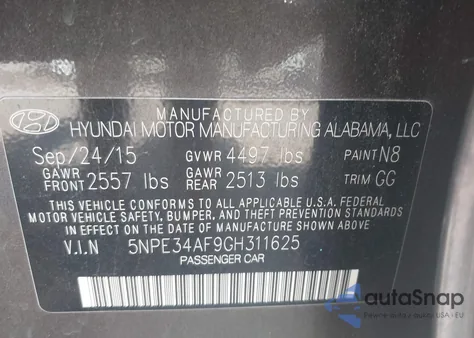 MANUFACTURED BY
HYUNDAI MOTOR MANUFACTURING ALABAMA, LLC
Sep/24/15 GVWR 4497 lbs PAINT N8
GAWR FRONT 2557 lbs GAWR REAR 2513 lbs TRIM GG
THIS VEHICLE CONFORMS TO ALL APPLICABLE U.S.A FEDERAL
MOTOR VEHICLE SAFETY, BUMPER, AND THEFT PREVENTION STANDARDS
IN EFFECT ON THE DATE OF MANUFACTURE SHOWN ABOVE.
V.I.N 5NPE34AF9GH311625
PASSENGER CAR
autoSnap